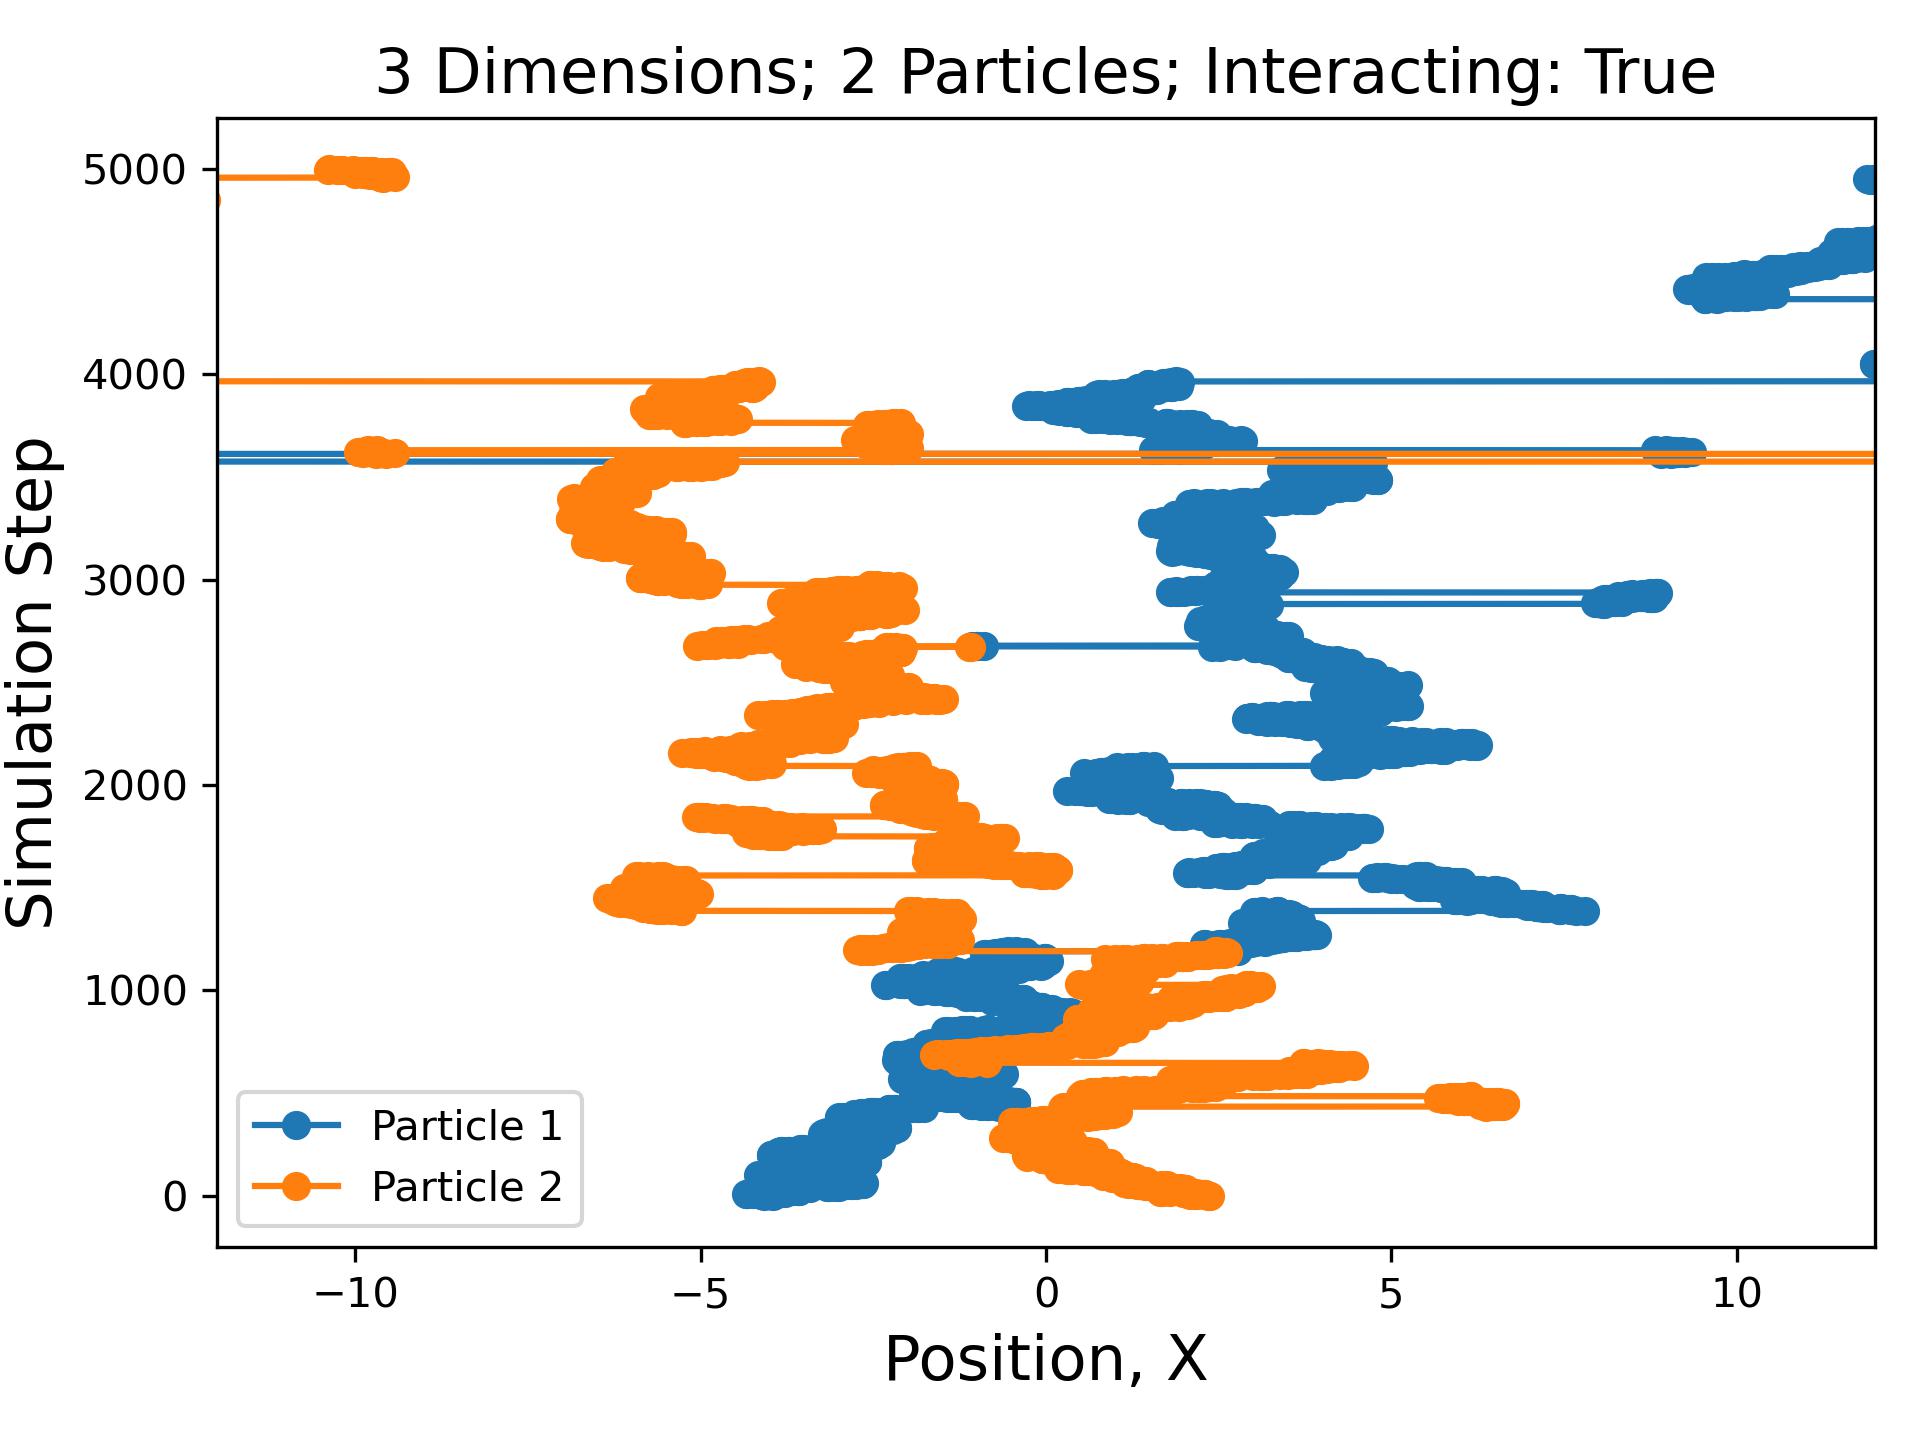 3 Dimensions; 2 Particles; Interacting: True
Simulation Step
5000
4000
3000
2000
1000
0
Particle 1
Particle 2
−10
−5
0
5
10
Position, X